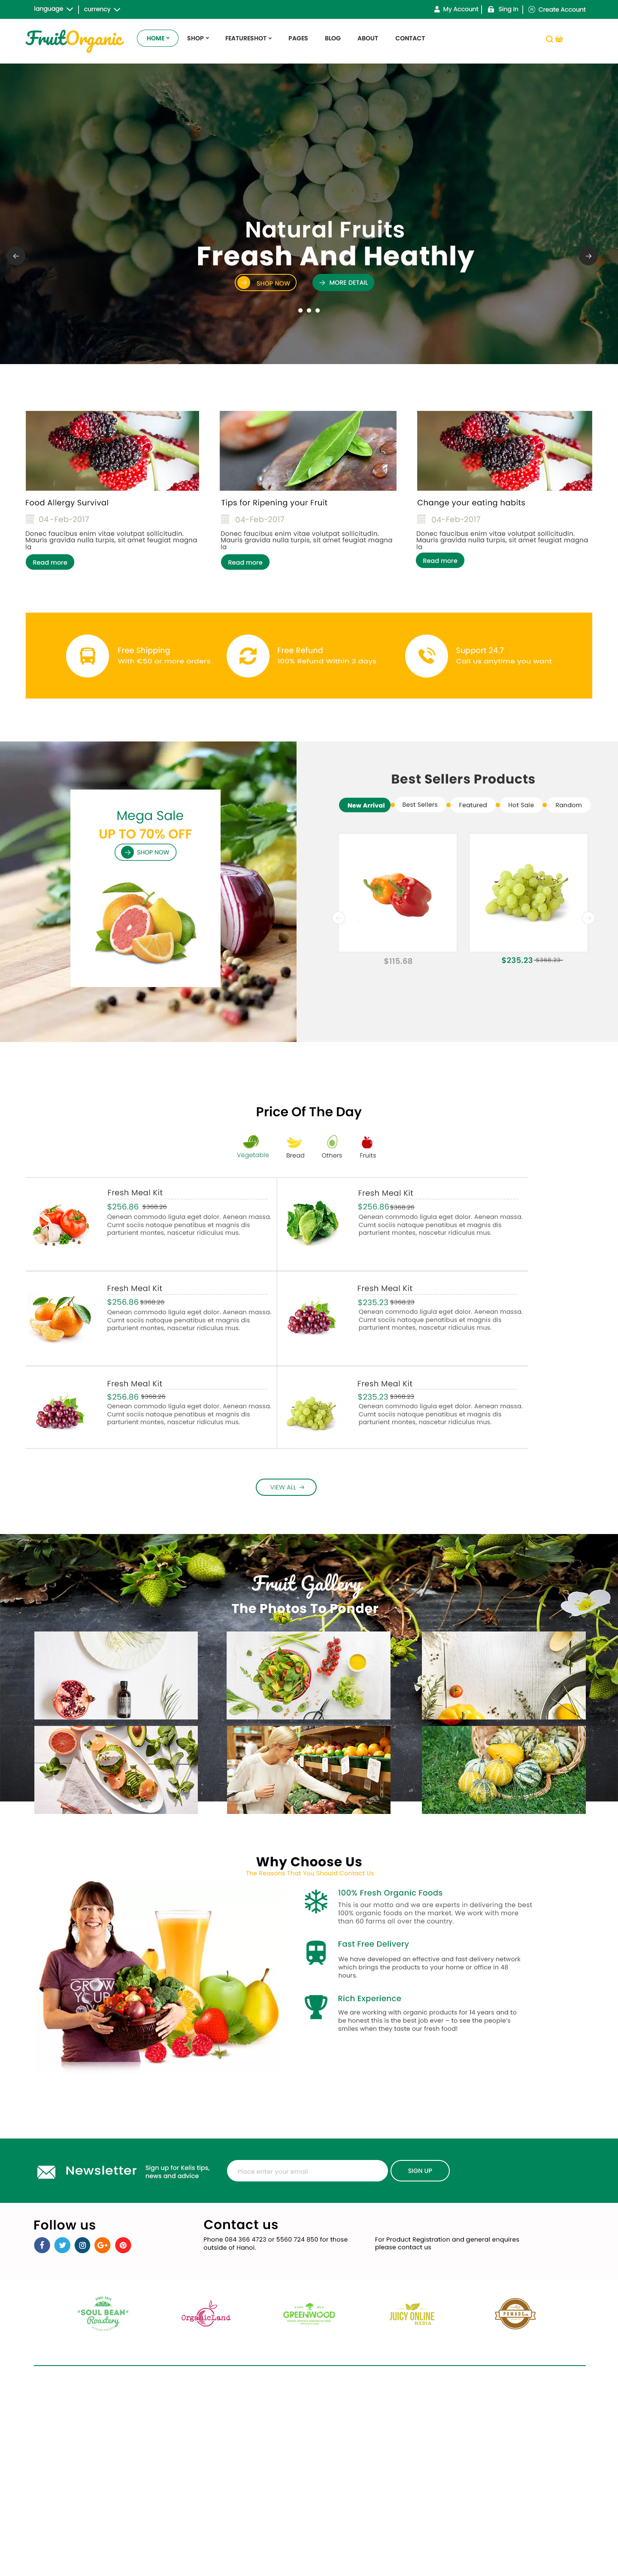 language currency My Account Sing In Create Account
FruitOrganic HOME SHOP FEATURESHOT PAGES BLOG ABOUT CONTACT
Natural Fruits
Freash And Heathly
SHOP NOW MORE DETAIL
Food Allergy Survival
04-Feb-2017
Donec faucibus enim vitae volutpat sollicitudin.
Mauris gravida nulla turpis, sit amet feugiat magna
la
Read more
Tips for Ripening your Fruit
04-Feb-2017
Donec faucibus enim vitae volutpat sollicitudin.
Mauris gravida nulla turpis, sit amet feugiat magna
la
Read more
Change your eating habits
04-Feb-2017
Donec faucibus enim vitae volutpat sollicitudin.
Mauris gravida nulla turpis, sit amet feugiat magna
la
Read more
Free Shipping
With €50 or more orders
Free Refund
100% Refund Within 3 days
Support 24.7
Call us anytime you want
Mega Sale
UP TO 70% OFF
SHOP NOW
Best Sellers Products
New Arrival Best Sellers Featured Hot Sale Random
$115.68 $235.23 $368.23
Price Of The Day
Vegetable Bread Others Fruits
Fresh Meal Kit
$256.86 $368.26
Qenean commodo ligula eget dolor. Aenean massa.
Cumt sociis natoque penatibus et magnis dis
parturient montes, nascetur ridiculus mus.
Fresh Meal Kit
$256.86 $368.26
Qenean commodo ligula eget dolor. Aenean massa.
Cumt sociis natoque penatibus et magnis dis
parturient montes, nascetur ridiculus mus.
Fresh Meal Kit
$256.86 $368.26
Qenean commodo ligula eget dolor. Aenean massa.
Cumt sociis natoque penatibus et magnis dis
parturient montes, nascetur ridiculus mus.
Fresh Meal Kit
$235.23 $368.23
Qenean commodo ligula eget dolor. Aenean massa.
Cumt sociis natoque penatibus et magnis dis
parturient montes, nascetur ridiculus mus.
Fresh Meal Kit
$256.86 $368.26
Qenean commodo ligula eget dolor. Aenean massa.
Cumt sociis natoque penatibus et magnis dis
parturient montes, nascetur ridiculus mus.
Fresh Meal Kit
$235.23 $368.23
Qenean commodo ligula eget dolor. Aenean massa.
Cumt sociis natoque penatibus et magnis dis
parturient montes, nascetur ridiculus mus.
VIEW ALL
Fruit Gallery
The Photos To Ponder
Why Choose Us
The Reasons That You Should Contact Us
GROW
YOUR
100% Fresh Organic Foods
This is our motto and we are experts in delivering the best
100% organic foods on the market. We work with more
than 60 farms all over the country.
Fast Free Delivery
We have developed an effective and fast delivery network
which brings the products to your home or office in 48
hours.
Rich Experience
We are working with organic products for 14 years and to
be honest this is the best job ever – to see the people's
smiles when they taste our fresh food!
Newsletter
Sign up for Kelis tips,
news and advice
Place enter your email
SIGN UP
Follow us
Contact us
Phone 084 366 4723 or 5560 724 850 for those
outside of Hanoi.
For Product Registration and general enquires
please contact us
SOUL BEAN
Roastery
OrganicLand
GREENWOOD
JUICY ONLINE
MEDIA
POMADE